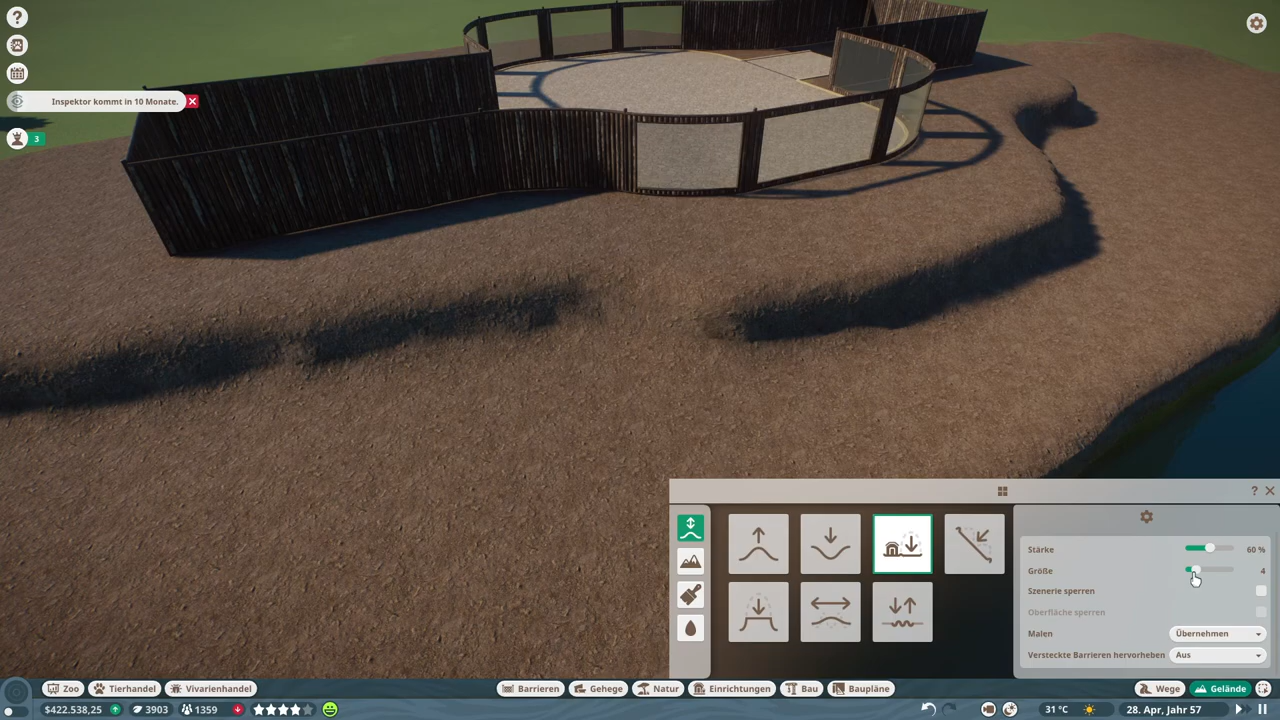 ?
Inspektor kommt in 10 Monate.
3
?
Stärke 60 %
Größe 4
Szenerie sperren
Oberfläche sperren
Malen Übernehmen
Versteckte Barrieren hervorheben Aus
Zoo Tierhandel Vivarienhandel Barrieren Gehege Natur Einrichtungen Bau Baupläne Wege Gelände
$422.538,25 3903 1359 31 °C 28. Apr, Jahr 57